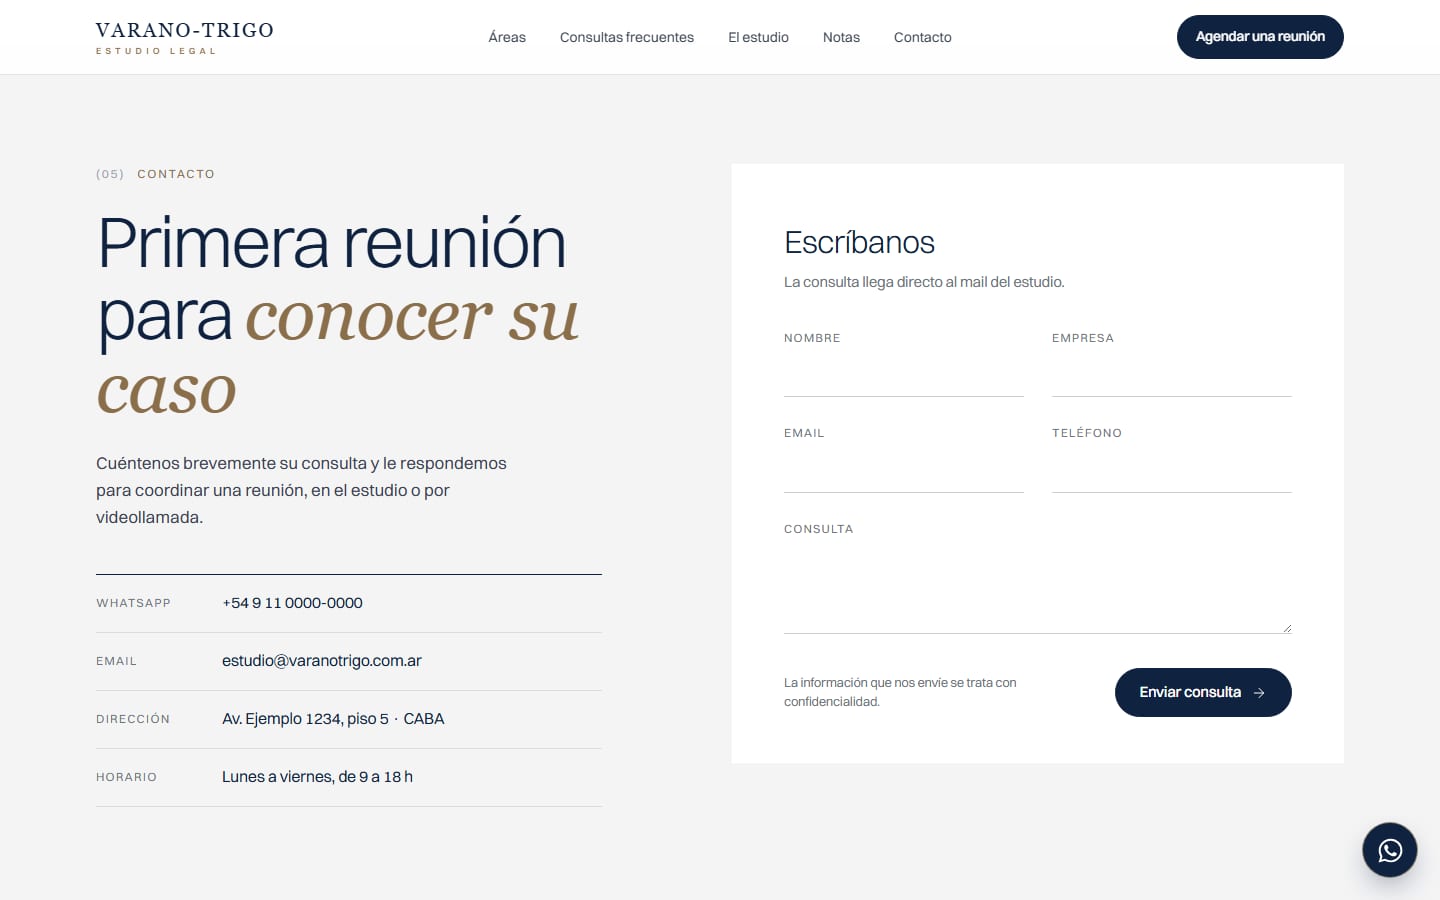 VARANO-TRIGO
ESTUDIO LEGAL
Áreas
Consultas frecuentes
El estudio
Notas
Contacto
Agendar una reunión
(05) CONTACTO
Primera reunión
para conocer su
caso
Cuéntenos brevemente su consulta y le respondemos
para coordinar una reunión, en el estudio o por
videollamada.
WHATSAPP +54 9 11 0000-0000
EMAIL estudio@varanotrigo.com.ar
DIRECCIÓN Av. Ejemplo 1234, piso 5 · CABA
HORARIO Lunes a viernes, de 9 a 18 h
Escríbanos
La consulta llega directo al mail del estudio.
NOMBRE
EMPRESA
EMAIL
TELÉFONO
CONSULTA
La información que nos envíe se trata con
confidencialidad.
Enviar consulta →